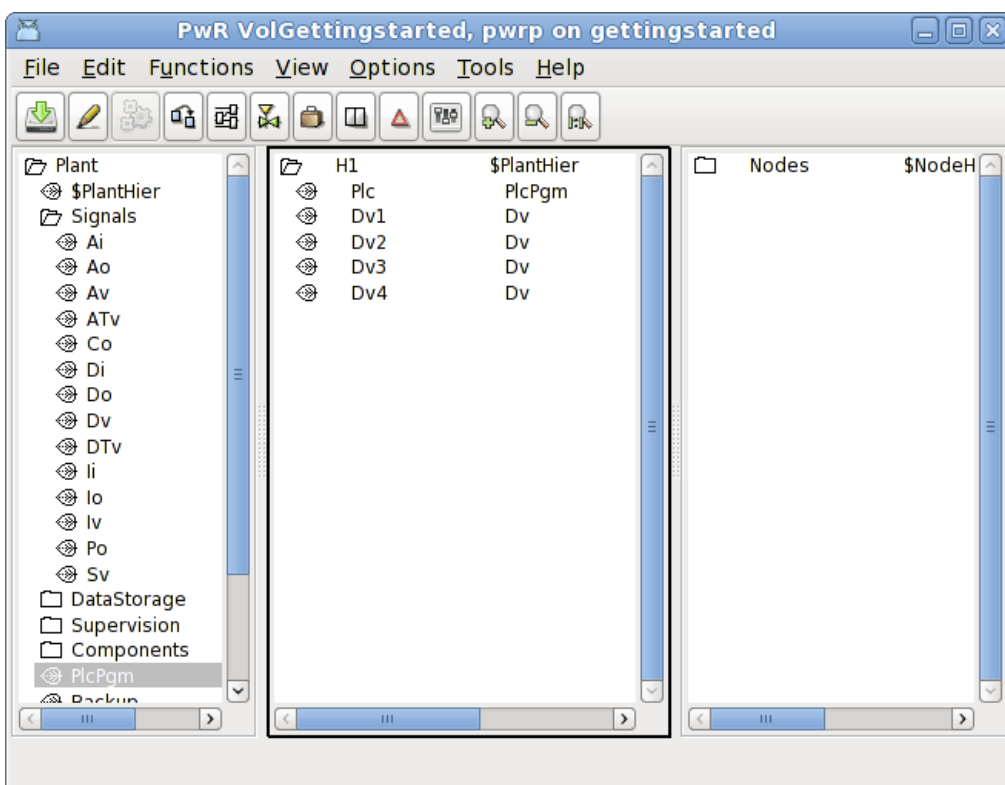 PwR VolGettingstarted, pwrp on gettingstarted
File Edit Functions View Options Tools Help
Plant
$PlantHier
Signals
Ai
Ao
Av
ATv
Co
Di
Do
Dv
DTv
Ii
Io
Iv
Po
Sv
DataStorage
Supervision
Components
PlcPgm
Backup
H1 $PlantHier
Plc PlcPgm
Dv1 Dv
Dv2 Dv
Dv3 Dv
Dv4 Dv
Nodes $NodeH